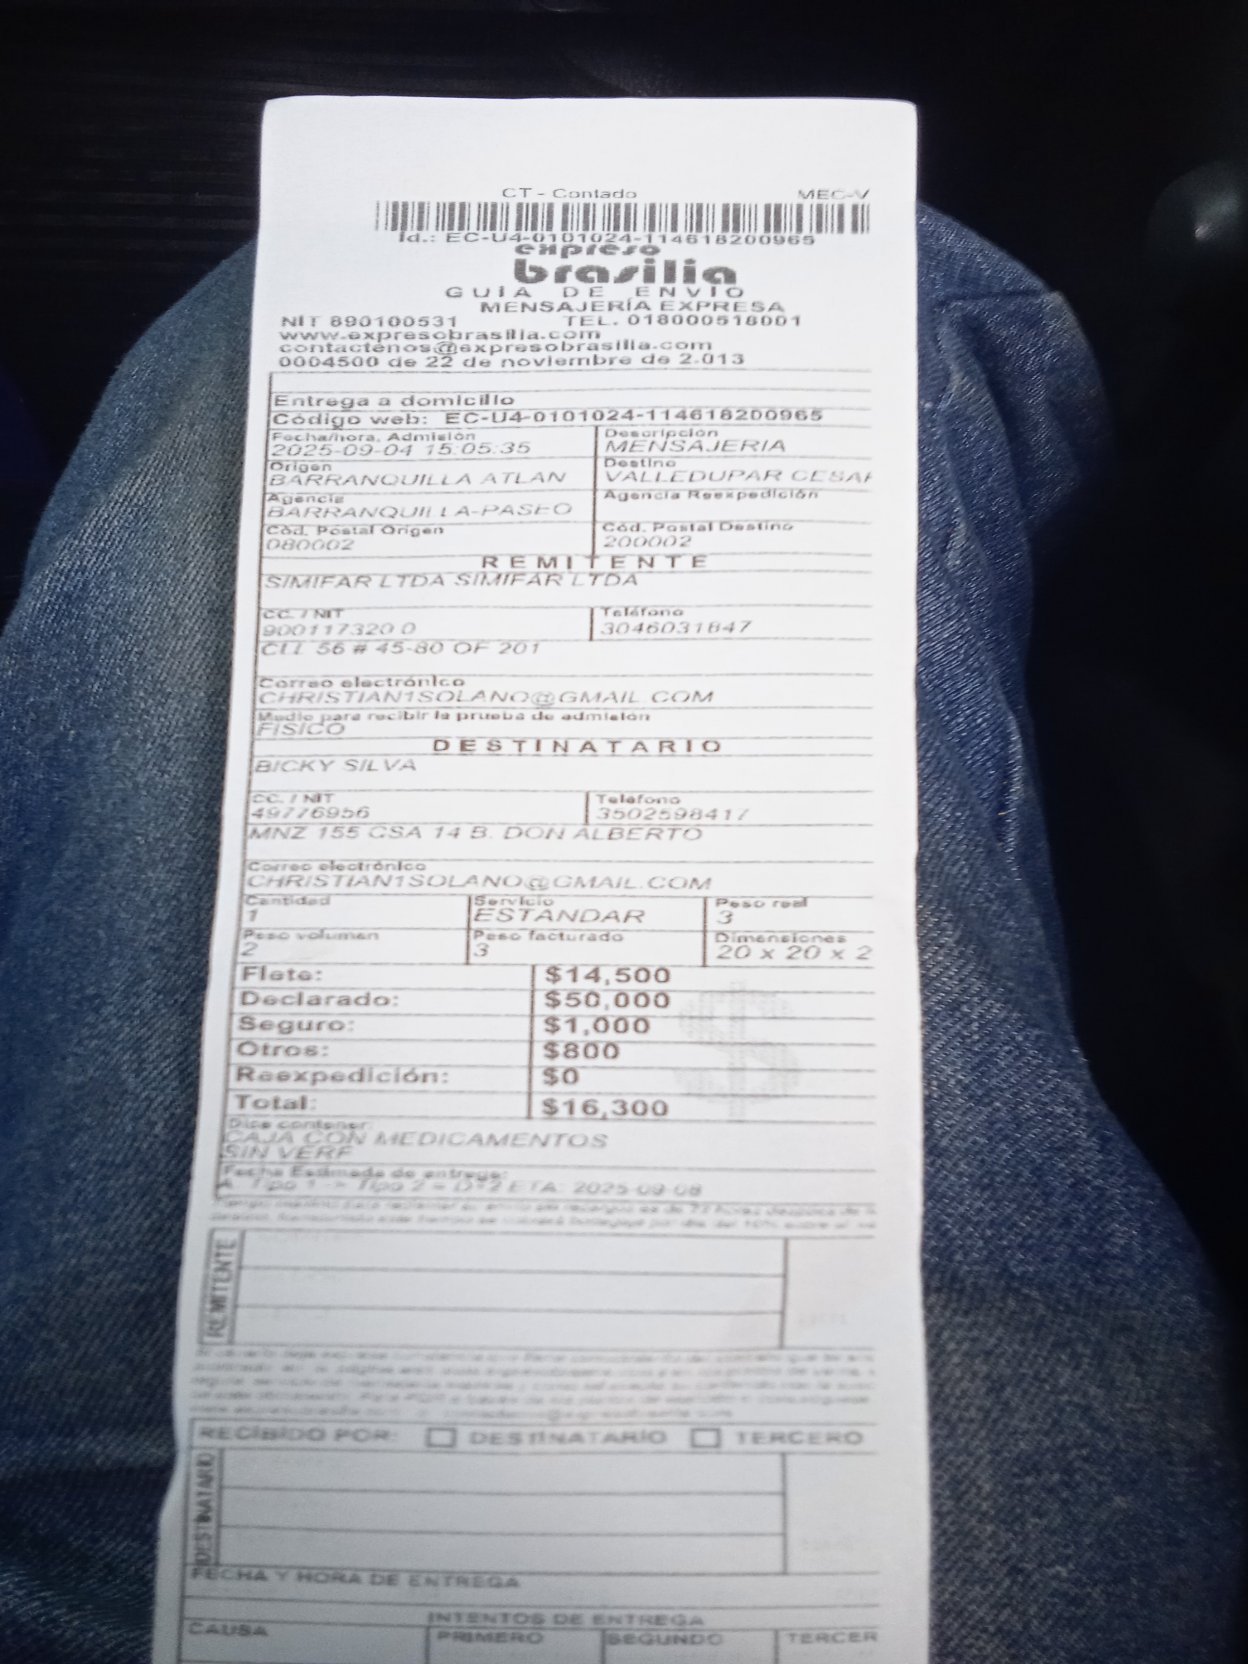 CT - Contado MEC-V
Id.: EC-U4-0101024-114618200965
expreso
brasilia
GUÍA DE ENVÍO
MENSAJERÍA EXPRESA
NIT 890100531 TEL. 018000518001
www.expresobrasilia.com
contactenos@expresobrasilia.com
0004500 de 22 de noviembre de 2.013
Entrega a domicilio
Código web: EC-U4-0101024-114618200965
Fecha/hora, Admisión Descripción
2025-09-04 15:05:35 MENSAJERIA
Origen Destino
BARRANQUILLA ATLAN VALLEDUPAR CESAR
Agencia Agencia Reexpedición
BARRANQUILLA-PASEO
Cód. Postal Origen Cód. Postal Destino
080002 200002
REMITENTE
SIMIFAR LTDA SIMIFAR LTDA
CC. / NIT Teléfono
900117320 0 3046031847
CLL 56 # 45-80 OF 201
Correo electrónico
CHRISTIAN1SOLANO@GMAIL.COM
Medio para recibir la prueba de admisión
FISICO
DESTINATARIO
BICKY SILVA
CC. / NIT Teléfono
49776956 3502598417
MNZ 155 CSA 14 B. DON ALBERTO
Correo electrónico
CHRISTIAN1SOLANO@GMAIL.COM
Cantidad Servicio Peso real
1 ESTANDAR 3
Peso volumen Peso facturado Dimensiones
2 3 20 x 20 x 2
Flete: $14,500
Declarado: $50,000
Seguro: $1,000
Otros: $800
Reexpedición: $0
Total: $16,300
$
Dice contener:
CAJA CON MEDICAMENTOS
SIN VERF
Fecha Estimada de entrega:
A. Tipo 1 -> Tipo 2 = D+2 ETA: 2025-09-08
REMITENTE
RECIBIDO POR: DESTINATARIO TERCERO
DESTINATARIO
FECHA Y HORA DE ENTREGA
INTENTOS DE ENTREGA
CAUSA PRIMERO SEGUNDO TERCER